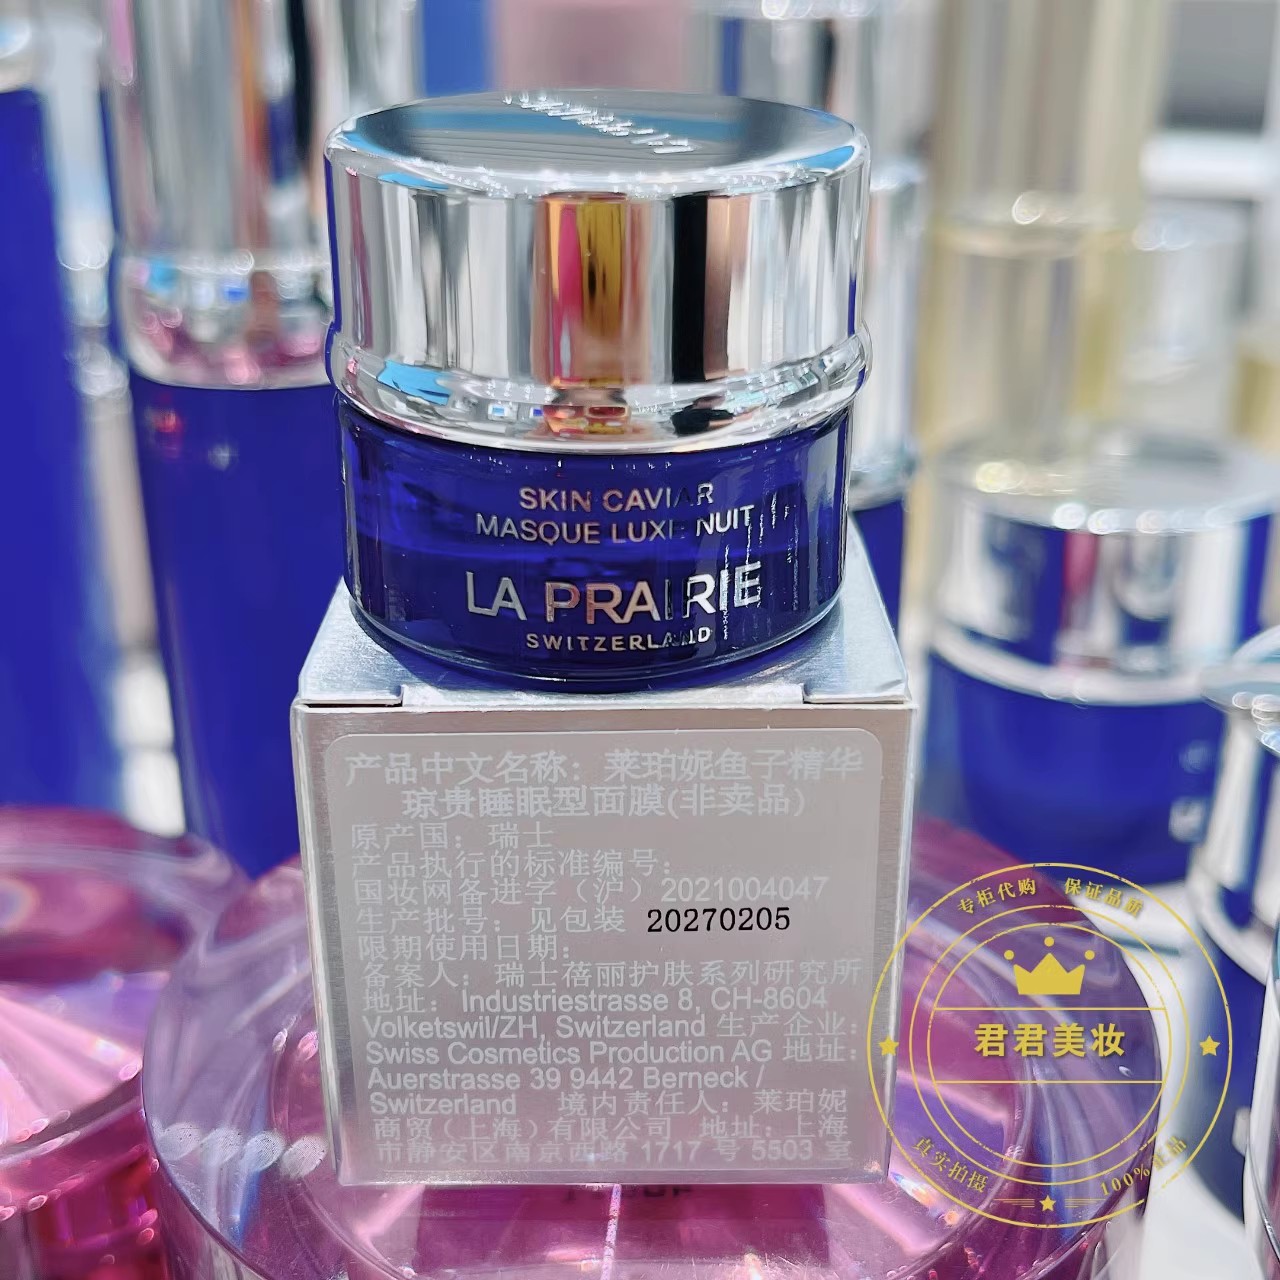 SKIN CAVIAR
MASQUE LUXE NUIT
LA PRAIRIE
SWITZERLAND
产品中文名称：莱珀妮鱼子精华
琼贵睡眠型面膜(非卖品)
原产国：瑞士
产品执行的标准编号：
国妆网备进字（沪）2021004047
生产批号：见包装 20270205
限期使用日期：
备案人：瑞士蓓丽护肤系列研究所
地址：Industriestrasse 8, CH-8604
Volketswil/ZH, Switzerland 生产企业：
Swiss Cosmetics Production AG 地址：
Auerstrasse 39 9442 Berneck /
Switzerland 境内责任人：莱珀妮
商贸（上海）有限公司 地址：上海
市静安区南京西路 1717 号 5503 室
专柜代购 保证品质
君君美妆
真实拍摄 100%正品